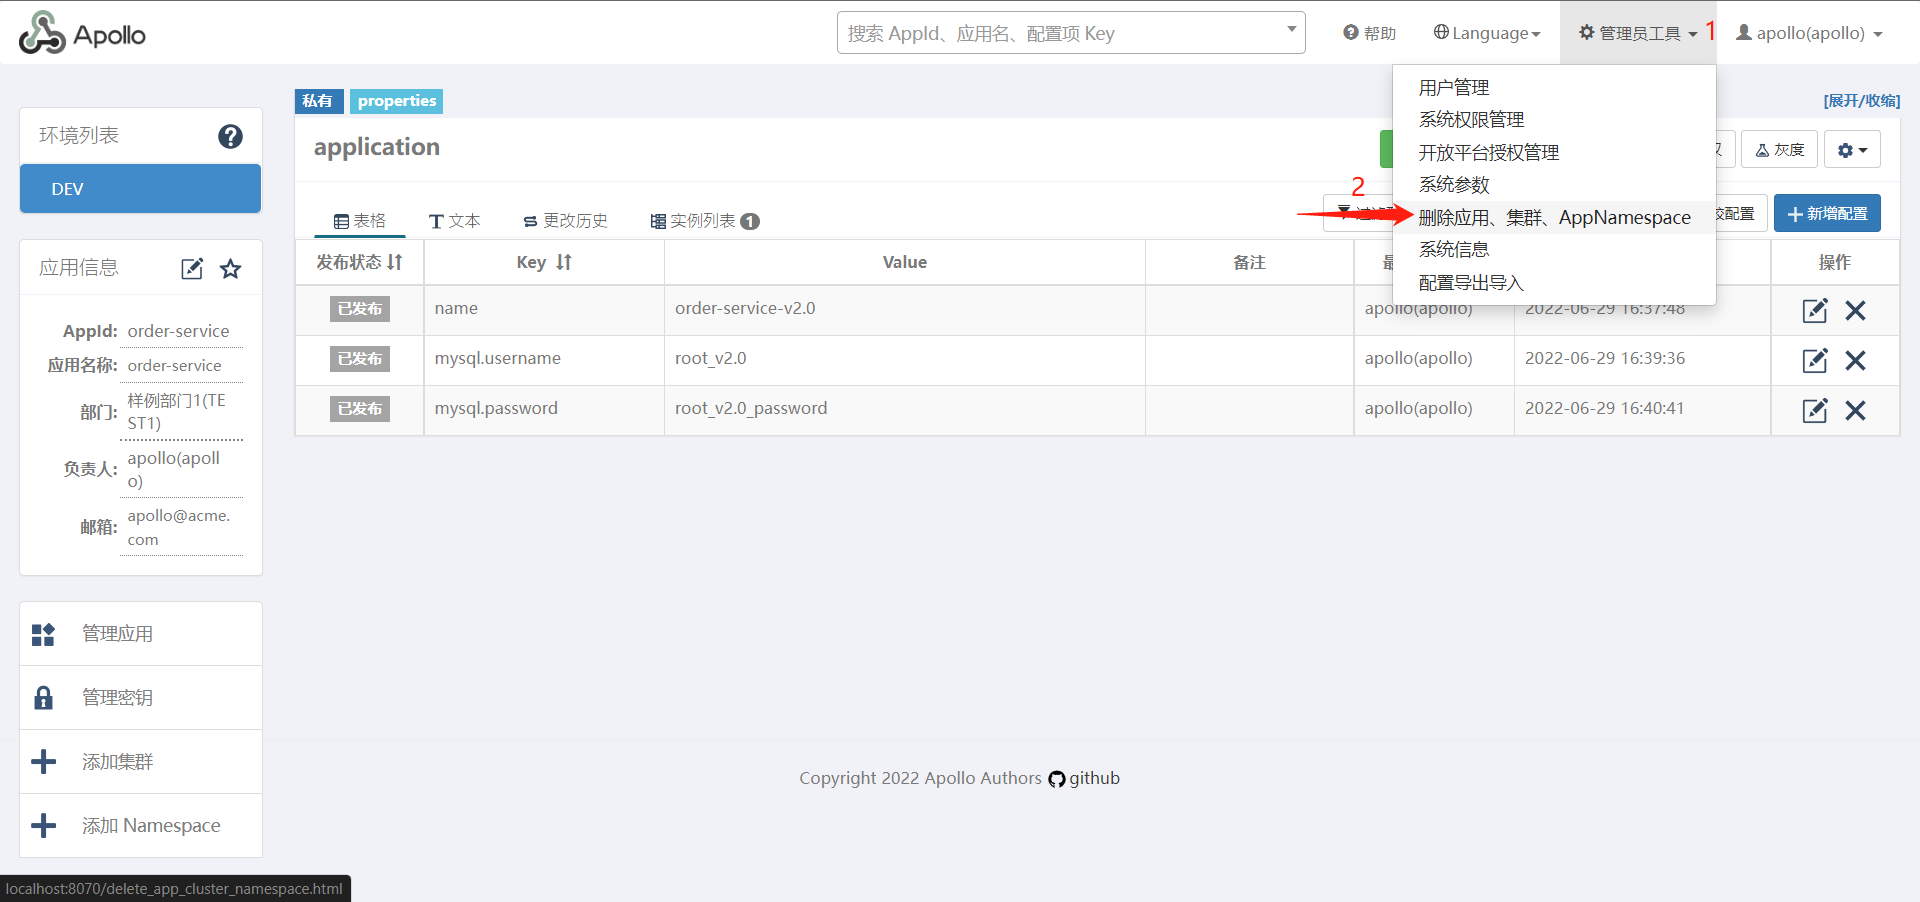 Apollo
搜索 AppId、应用名、配置项 Key
帮助
Language
管理员工具
1
apollo(apollo)
用户管理
系统权限管理
开放平台授权管理
系统参数
删除应用、集群、AppNamespace
系统信息
配置导出导入
环境列表
DEV
应用信息
AppId: order-service
应用名称: order-service
部门: 样例部门1(TE
ST1)
负责人: apollo(apoll
o)
邮箱: apollo@acme.
com
管理应用
管理密钥
添加集群
添加 Namespace
私有 properties
[展开/收缩]
application
灰度
2
表格 文本 更改历史 实例列表 1
过滤
配置
新增配置
发布状态 Key Value 备注 操作
已发布 name order-service-v2.0 apollo(apollo) 2022-06-29 16:37:48
已发布 mysql.username root_v2.0 apollo(apollo) 2022-06-29 16:39:36
已发布 mysql.password root_v2.0_password apollo(apollo) 2022-06-29 16:40:41
Copyright 2022 Apollo Authors github
localhost:8070/delete_app_cluster_namespace.html